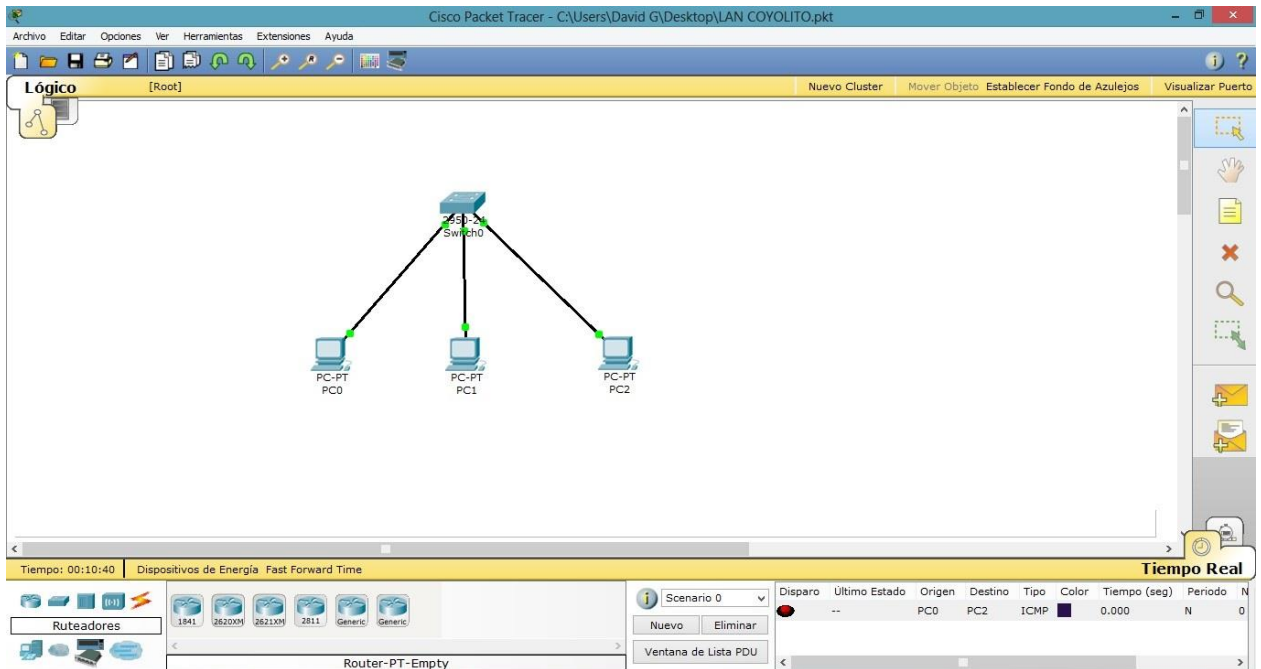 Cisco Packet Tracer - C:\Users\David G\Desktop\LAN COYOLITO.pkt
Archivo Editar Opciones Ver Herramientas Extensiones Ayuda
Lógico [Root] Nuevo Cluster Mover Objeto Establecer Fondo de Azulejos Visualizar Puerto
2950-24
Switch0
PC-PT PC-PT PC-PT
PC0 PC1 PC2
Tiempo: 00:10:40 Dispositivos de Energía Fast Forward Time Tiempo Real
Ruteadores
1841 2620XM 2621XM 2811 Generic Generic
Router-PT-Empty
Scenario 0
Nuevo Eliminar
Ventana de Lista PDU
Disparo Último Estado Origen Destino Tipo Color Tiempo (seg) Periodo N
-- PC0 PC2 ICMP 0.000 N 0